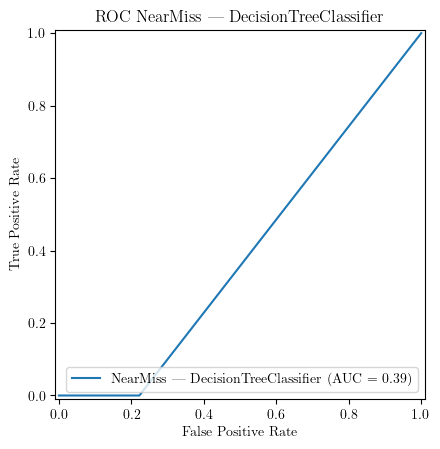 ROC NearMiss — DecisionTreeClassifier
1.0
0.8
0.6
0.4
0.2
0.0
True Positive Rate
NearMiss — DecisionTreeClassifier (AUC = 0.39)
0.0 0.2 0.4 0.6 0.8 1.0
False Positive Rate